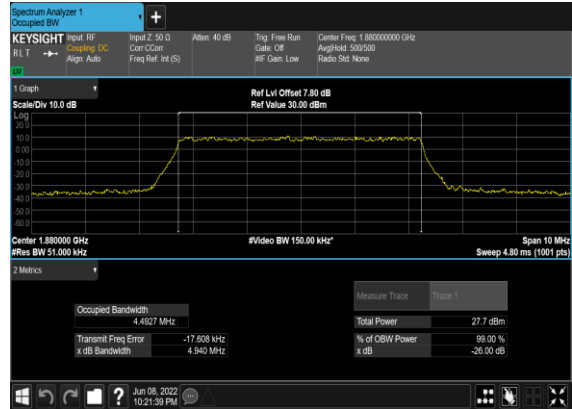 Spectrum Analyzer 1
Occupied BW
+
KEYSIGHT Input: RF Input Z: 50 Ω Atten: 40 dB Trig: Free Run Center Freq: 1.880000000 GHz
RLT Coupling: DC Corr CCorr Gate: Off Avg|Hold: 500/500
Align: Auto Freq Ref: Int (S) #IF Gain: Low Radio Std: None
1 Graph
Ref Lvl Offset 7.80 dB
Scale/Div 10.0 dB Ref Value 30.00 dBm
Log
20.0
10.0
0.00
-10.0
-20.0
-30.0
-40.0
-50.0
-60.0
Center 1.880000 GHz #Video BW 150.00 kHz* Span 10 MHz
#Res BW 51.000 kHz Sweep 4.80 ms (1001 pts)
2 Metrics
Measure Trace Trace 1
Occupied Bandwidth
4.4927 MHz Total Power 27.7 dBm
Transmit Freq Error -17.608 kHz % of OBW Power 99.00 %
x dB Bandwidth 4.940 MHz x dB -26.00 dB
? Jun 08, 2022
10:21:39 PM